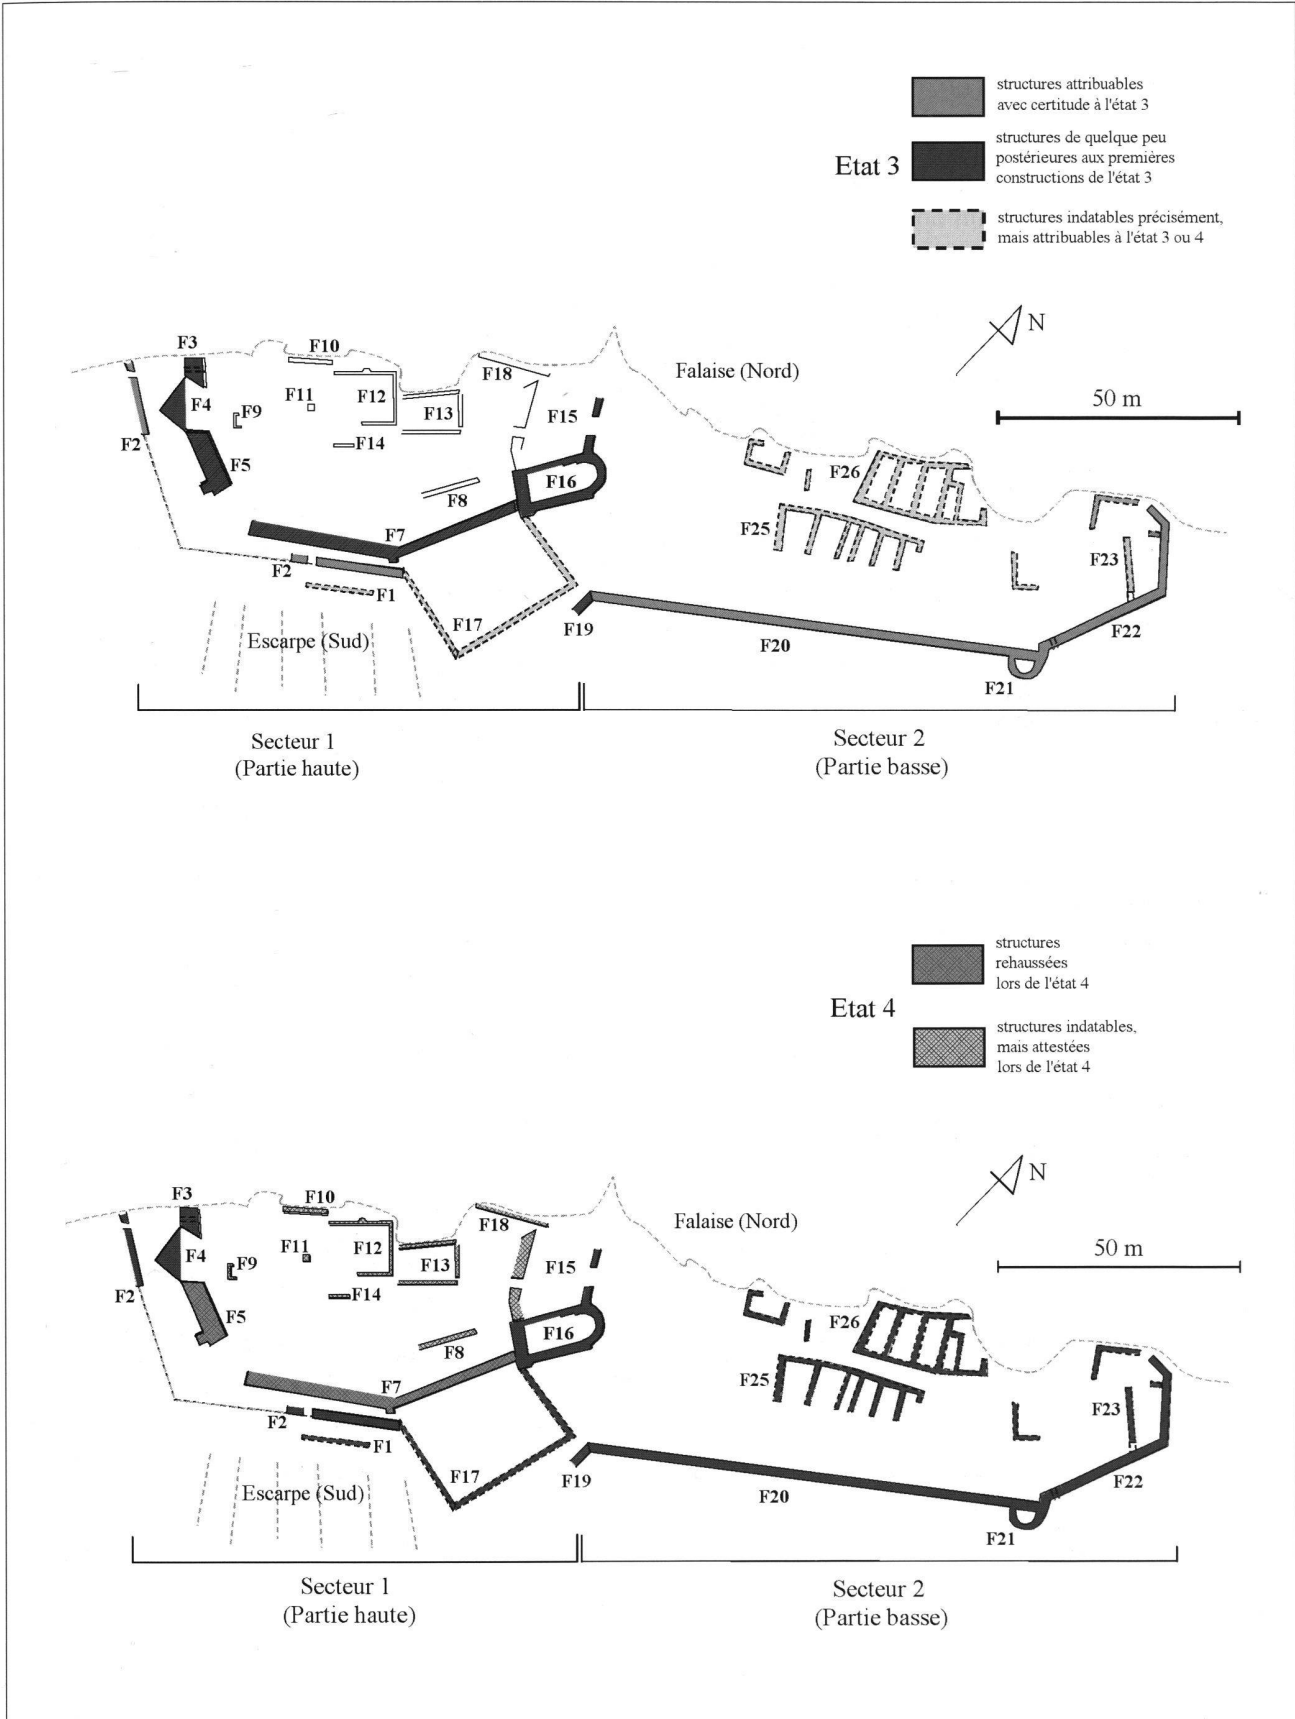 structures attribuables
avec certitude à l'état 3
Etat 3
structures de quelque peu
postérieures aux premières
constructions de l'état 3
structures indatables précisément,
mais attribuables à l'état 3 ou 4
N
50 m
Falaise (Nord)
F3
F10
F18
F4
F9
F11
F12
F13
F15
F2
F5
F14
F8
F16
F26
F25
F7
F2
F1
F23
Escarpe (Sud)
F17
F19
F20
F22
F21
Secteur 1
(Partie haute)
Secteur 2
(Partie basse)
structures
rehaussées
lors de l'état 4
Etat 4
structures indatables,
mais attestées
lors de l'état 4
N
50 m
Falaise (Nord)
F3
F10
F18
F4
F9
F11
F12
F13
F15
F2
F5
F14
F8
F16
F26
F25
F7
F2
F1
F23
Escarpe (Sud)
F17
F19
F20
F22
F21
Secteur 1
(Partie haute)
Secteur 2
(Partie basse)